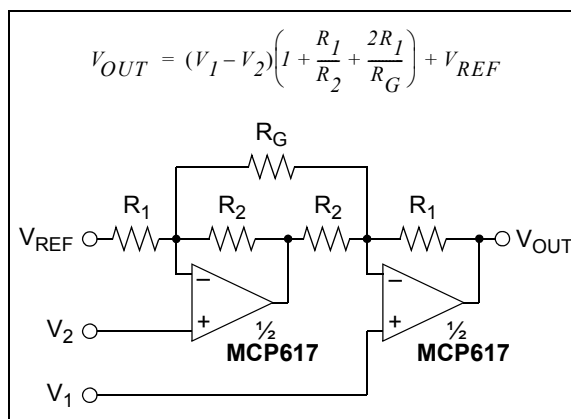 V_OUT = (V_1 – V_2)(1 + R_1/R_2 + 2R_1/R_G) + V_REF
R_G
R_1 R_2 R_2 R_1
V_REF V_OUT
– –
+ +
V_2 ½ ½
MCP617 MCP617
V_1